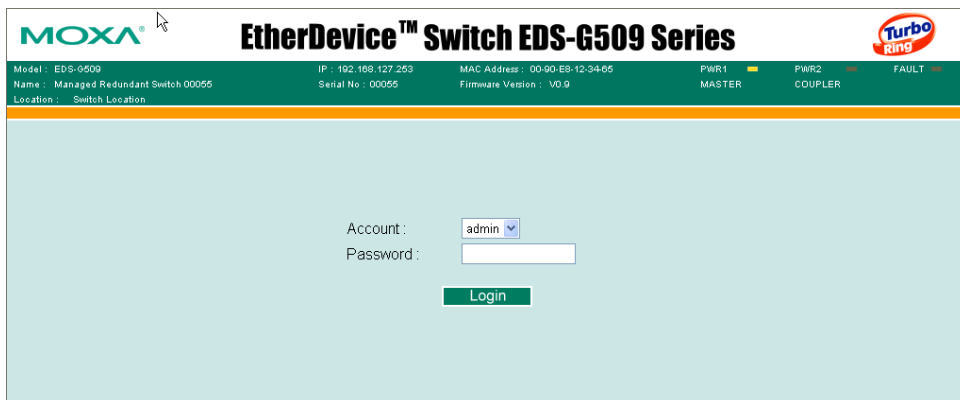 MOXA® EtherDevice™ Switch EDS-G509 Series Turbo Ring
Model : EDS-G509 IP : 192.168.127.253 MAC Address : 00-90-E8-12-34-65 PWR1 PWR2 FAULT
Name : Managed Redundant Switch 00055 Serial No : 00055 Firmware Version : V0.9 MASTER COUPLER
Location : Switch Location
Account : admin
Password :
Login